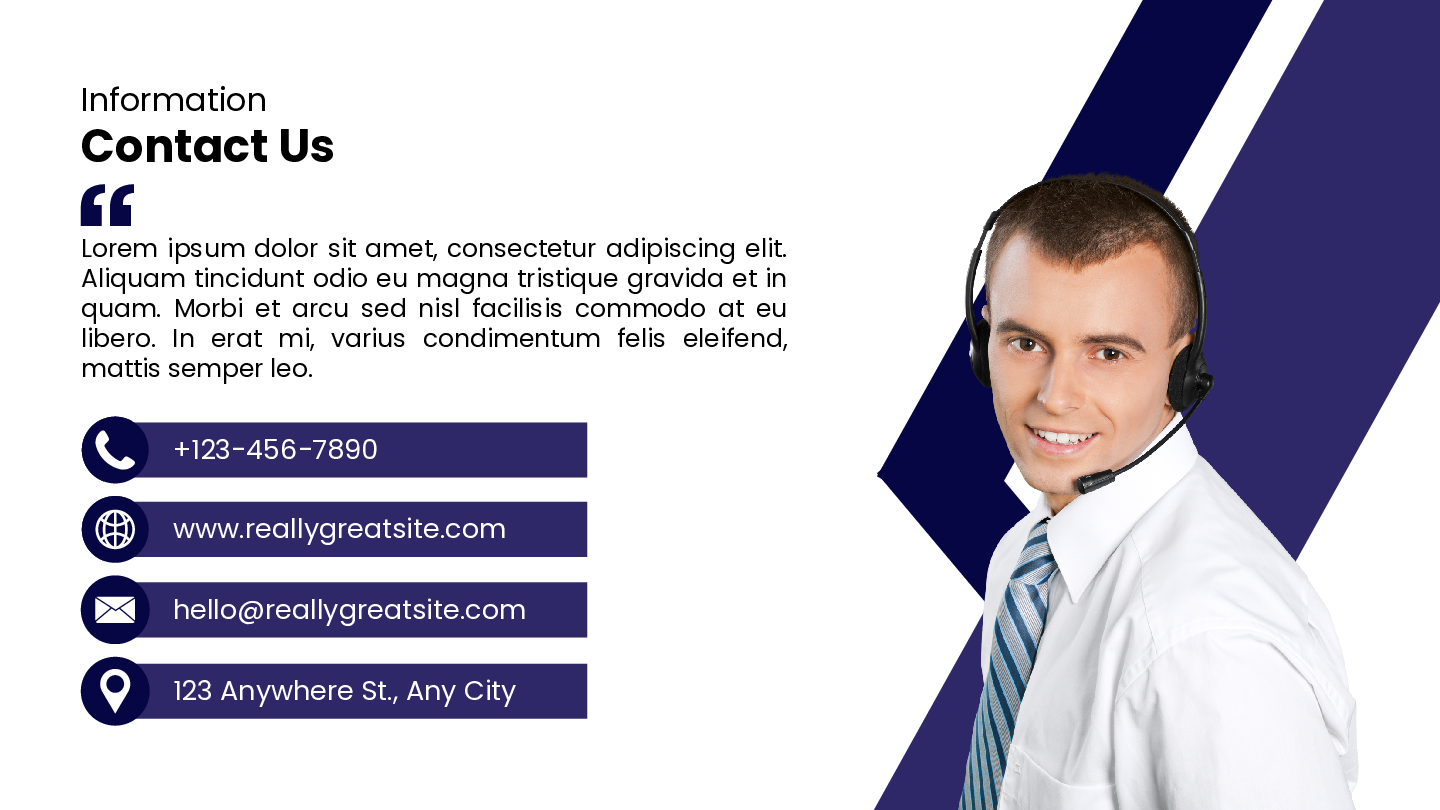 Information
Contact Us
Lorem ipsum dolor sit amet, consectetur adipiscing elit.
Aliquam tincidunt odio eu magna tristique gravida et in
quam. Morbi et arcu sed nisl facilisis commodo at eu
libero. In erat mi, varius condimentum felis eleifend,
mattis semper leo.
+123-456-7890
www.reallygreatsite.com
hello@reallygreatsite.com
123 Anywhere St., Any City